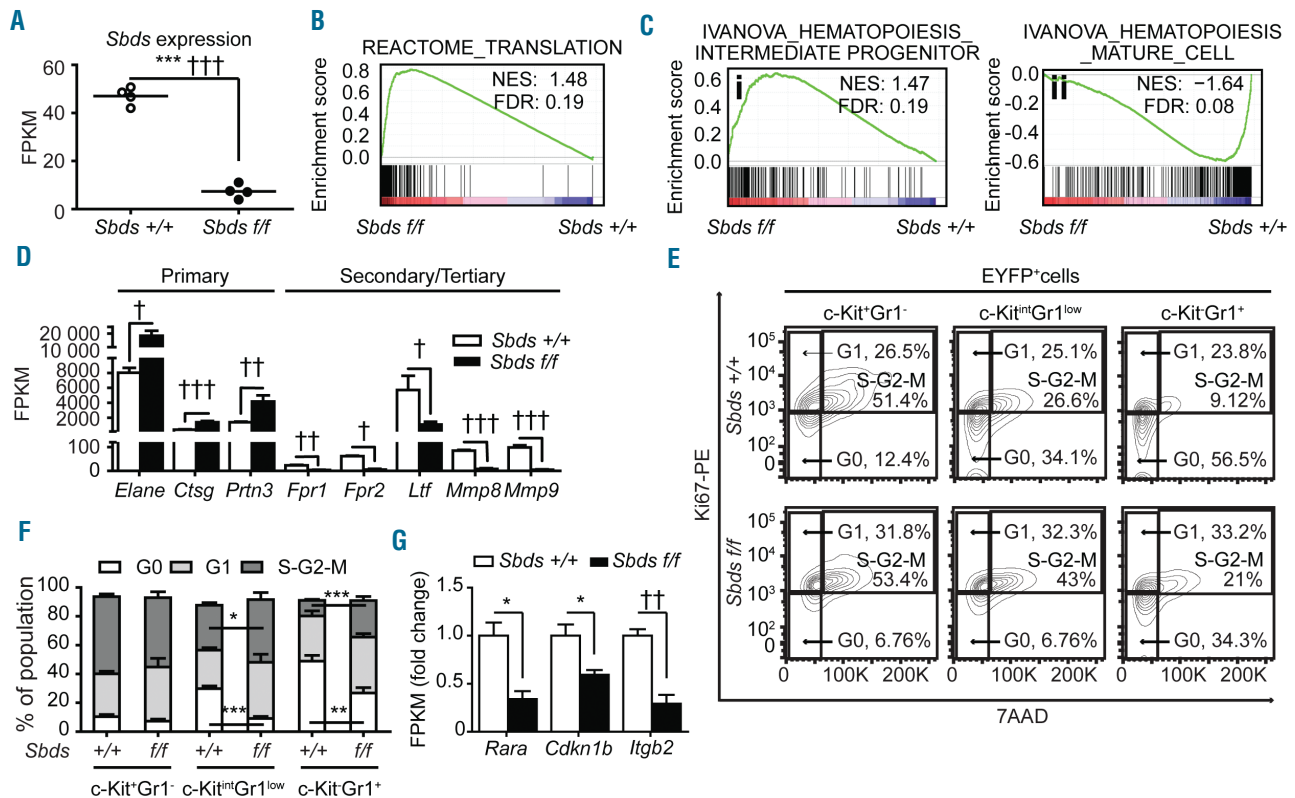 A
Sbds expression
*** †††
FPKM
60
40
20
0
Sbds +/+
Sbds f/f
B
REACTOME_TRANSLATION
Enrichment score
0.8
0.6
0.4
0.2
0.0
NES: 1.48
FDR: 0.19
Sbds f/f
Sbds +/+
C
IVANOVA_HEMATOPOIESIS_
INTERMEDIATE PROGENITOR
Enrichment score
0.6
0.4
0.2
0.0
i
NES: 1.47
FDR: 0.19
Sbds f/f
Sbds +/+
IVANOVA_HEMATOPOIESIS
_MATURE_CELL
Enrichment score
0.0
-0.2
-0.4
-0.6
ii
NES: −1.64
FDR: 0.08
Sbds f/f
Sbds +/+
D
Primary
Secondary/Tertiary
FPKM
20 000
10 000
8000
6000
4000
2000
100
0
Sbds +/+
Sbds f/f
†
†††
††
††
†
†
†††
†††
Elane Ctsg Prtn3 Fpr1 Fpr2 Ltf Mmp8 Mmp9
E
EYFP⁺cells
c-Kit⁺Gr1⁻
c-KitⁱⁿᵗGr1ˡᵒʷ
c-Kit⁻Gr1⁺
Ki67-PE
Sbds +/+
10⁵
10⁴
10³
10²
0
G1, 26.5%
S-G2-M
51.4%
G0, 12.4%
G1, 25.1%
S-G2-M
26.6%
G0, 34.1%
G1, 23.8%
S-G2-M
9.12%
G0, 56.5%
Sbds f/f
10⁵
10⁴
10³
10²
0
G1, 31.8%
S-G2-M
53.4%
G0, 6.76%
G1, 32.3%
S-G2-M
43%
G0, 6.76%
G1, 33.2%
S-G2-M
21%
G0, 34.3%
0 100K 200K
0 100K 200K
0 100K 200K
7AAD
F
G0 G1 S-G2-M
% of population
100
80
60
40
20
0
*
***
***
**
Sbds +/+ f/f +/+ f/f +/+ f/f
c-Kit⁺Gr1⁻
c-KitⁱⁿᵗGr1ˡᵒʷ
c-Kit⁻Gr1⁺
G
Sbds +/+ Sbds f/f
FPKM (fold change)
1.5
1.0
0.5
0
*
*
††
Rara Cdkn1b Itgb2